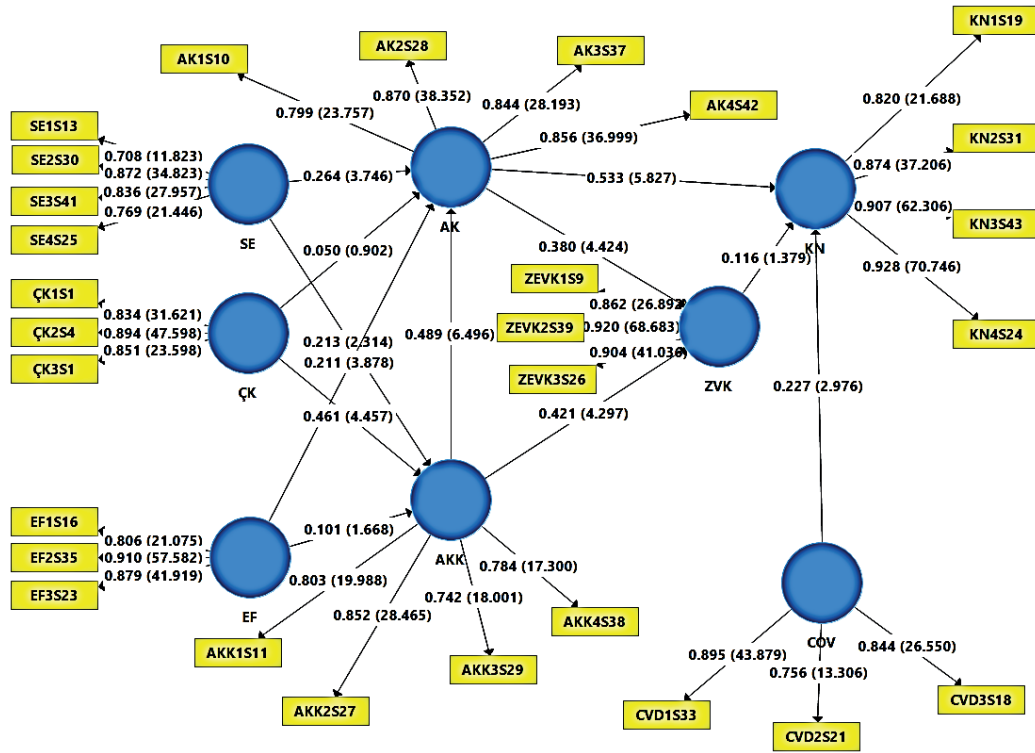 KN1S19
AK2S28
AK3S37
AK1S10
0.870 (38.352)
0.844 (28.193)
0.820 (21.688)
AK4S42
0.799 (23.757)
0.856 (36.999)
SE1S13
KN2S31
0.708 (11.823)
SE2S30
0.872 (34.823)
0.264 (3.746)
0.533 (5.827)
0.874 (37.206)
SE3S41
0.836 (27.957)
0.907 (62.306)
KN3S43
0.769 (21.446)
SE4S25
SE
AK
KN
0.050 (0.902)
0.380 (4.424)
0.116 (1.379)
0.928 (70.746)
ZEVK1S9
ÇK1S1
0.834 (31.621)
0.862 (26.892)
ÇK2S4
0.894 (47.598)
0.213 (2.314)
0.489 (6.496)
ZEVK2S39
0.920 (68.683)
KN4S24
0.851 (23.598)
0.904 (41.036)
ÇK3S1
0.211 (3.878)
ZEVK3S26
ÇK
ZVK
0.227 (2.976)
0.461 (4.457)
0.421 (4.297)
EF1S16
0.806 (21.075)
0.101 (1.668)
EF2S35
0.910 (57.582)
AKK
0.879 (41.919)
0.784 (17.300)
EF3S23
0.803 (19.988)
0.742 (18.001)
EF
0.852 (28.465)
AKK4S38
COV
AKK1S11
0.895 (43.879)
0.844 (26.550)
AKK3S29
0.756 (13.306)
CVD3S18
AKK2S27
CVD1S33
CVD2S21